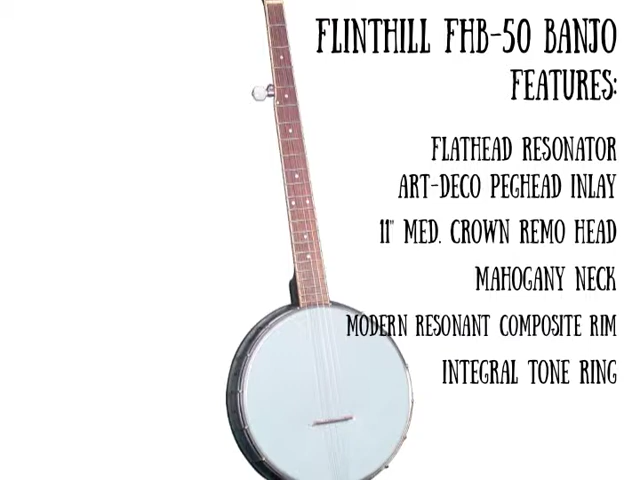 FLINTHILL FHB-50 BANJO
FEATURES:
FLATHEAD RESONATOR
ART-DECO PEGHEAD INLAY
11" MED. CROWN REMO HEAD
MAHOGANY NECK
MODERN RESONANT COMPOSITE RIM
INTEGRAL TONE RING